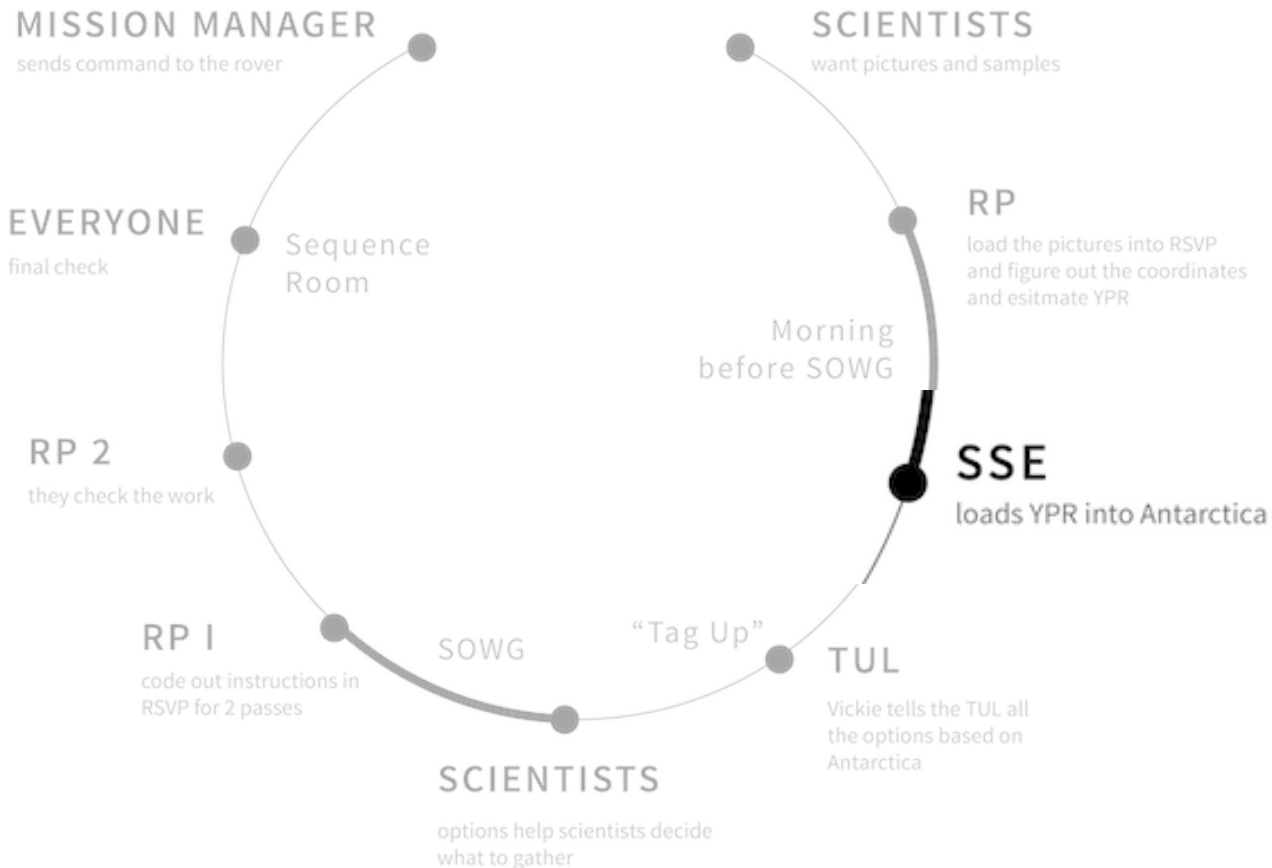 MISSION MANAGER
sends command to the rover
SCIENTISTS
want pictures and samples
RP
load the pictures into RSVP
and figure out the coordinates
and esitmate YPR
EVERYONE
final check
Sequence
Room
Morning
before SOWG
SSE
loads YPR into Antarctica
RP 2
they check the work
RP I
code out instructions in
RSVP for 2 passes
SOWG
“Tag Up”
TUL
Vickie tells the TUL all
the options based on
Antarctica
SCIENTISTS
options help scientists decide
what to gather